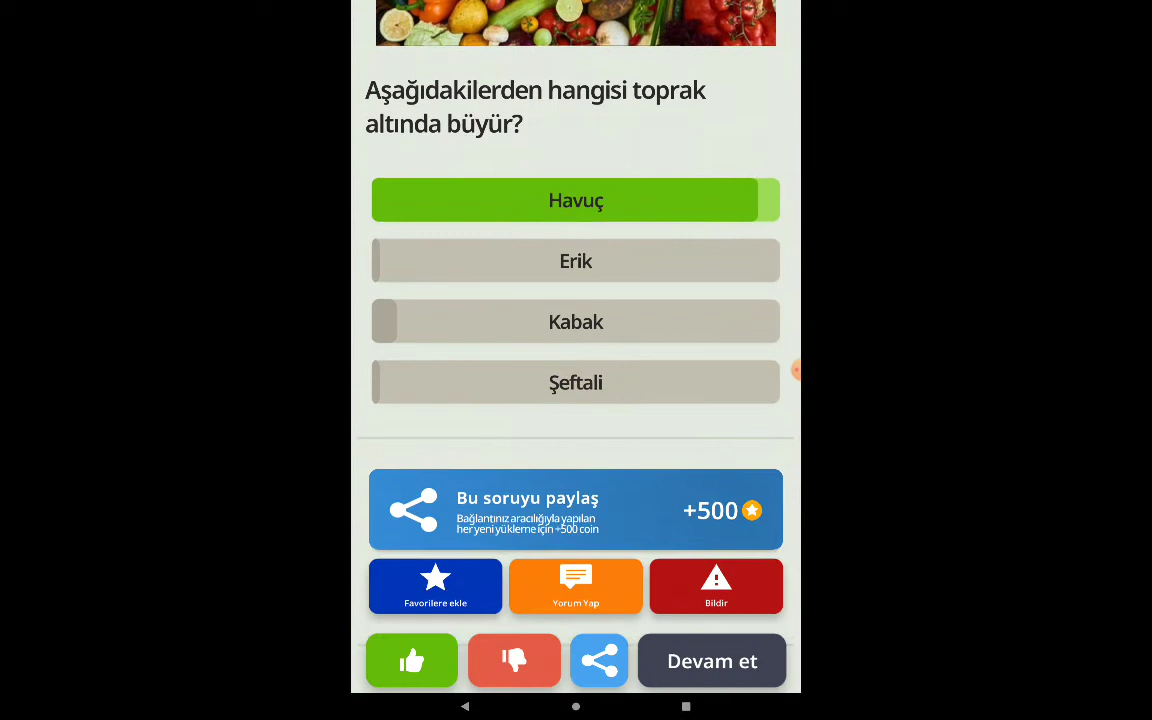 Aşağıdakilerden hangisi toprak
altında büyür?
Havuç
Erik
Kabak
Şeftali
Bu soruyu paylaş
Bağlantınız aracılığıyla yapılan
her yeni yükleme için +500 coin
+500
Favorilere ekle
Yorum Yap
Bildir
Devam et